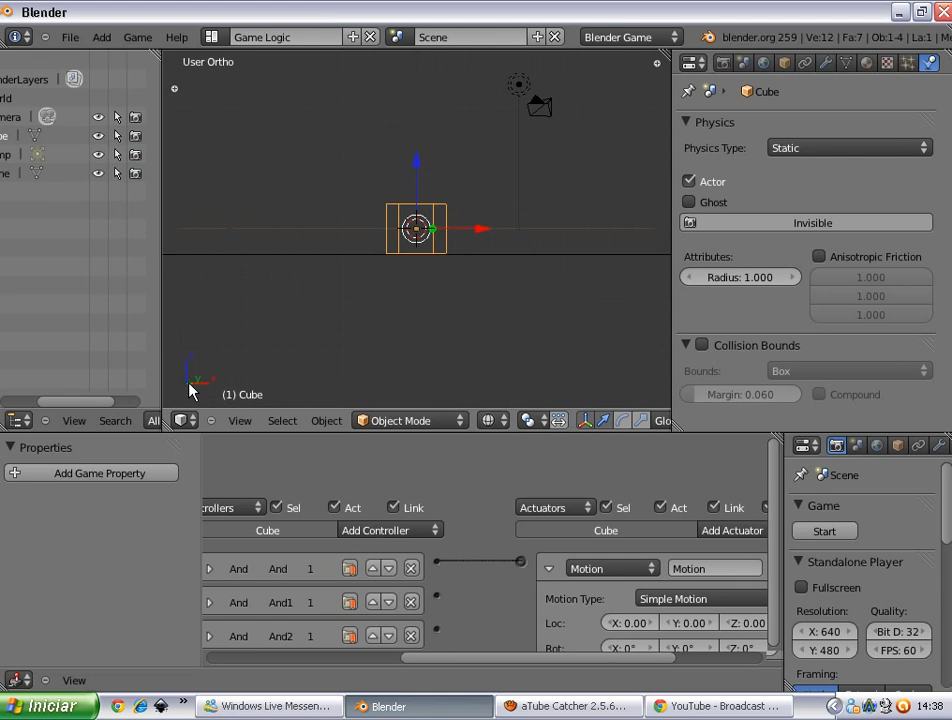 Blender
File Add Game Help Game Logic Scene Blender Game blender.org 259 | Ve:12 | Fa:7 | Ob:1-4 | La:1 | Me
nderLayers
rld
mera
be
mp
ne
View Search All
User Ortho
(1) Cube
View Select Object Object Mode Glo
Cube
Physics
Physics Type: Static
Actor
Ghost
Invisible
Attributes: Anisotropic Friction
Radius: 1.000 1.000
1.000
1.000
Collision Bounds
Bounds: Box
Margin: 0.060 Compound
Properties
Add Game Property
trollers Sel Act Link
Cube Add Controller
And And 1
And And1 1
And And2 1
Actuators Sel Act Link
Cube Add Actuator
Motion Motion
Motion Type: Simple Motion
Loc: X: 0.00 Y: 0.00 Z: 0.00
Rot: X: 0° Y: 0° Z: 0°
View
Scene
Game
Start
Standalone Player
Fullscreen
Resolution: Quality:
X: 640 Bit D: 32
Y: 480 FPS: 60
Framing:
Iniciar Windows Live Messen... Blender aTube Catcher 2.5.6... YouTube - Broadcast ... 14:38